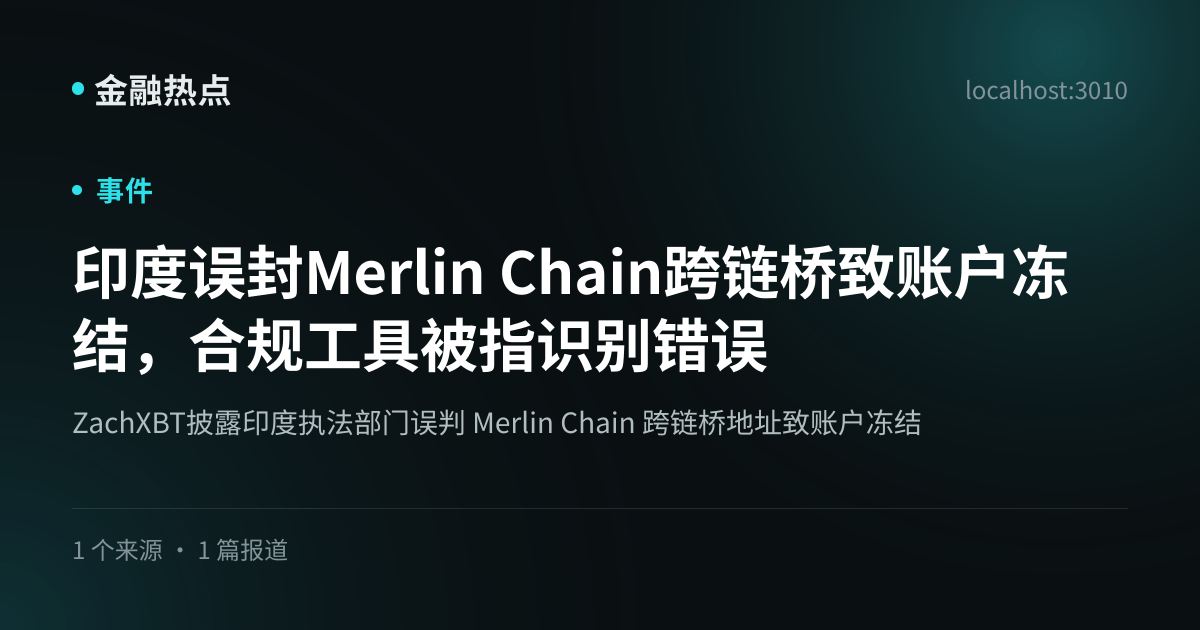 金融热点
localhost:3010
事件
印度误封Merlin Chain跨链桥致账户冻
结，合规工具被指识别错误
ZachXBT披露印度执法部门误判 Merlin Chain 跨链桥地址致账户冻结
1 个来源 · 1 篇报道